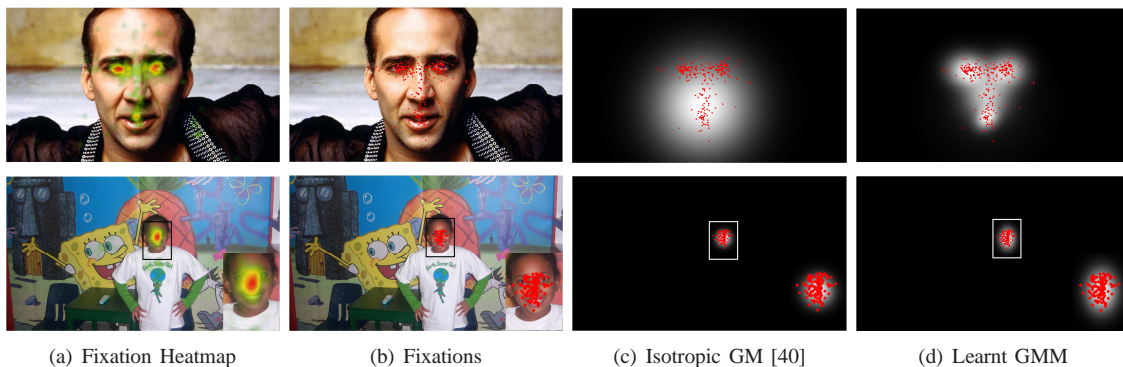 (a) Fixation Heatmap
(b) Fixations
(c) Isotropic GM [40]
(d) Learnt GMM